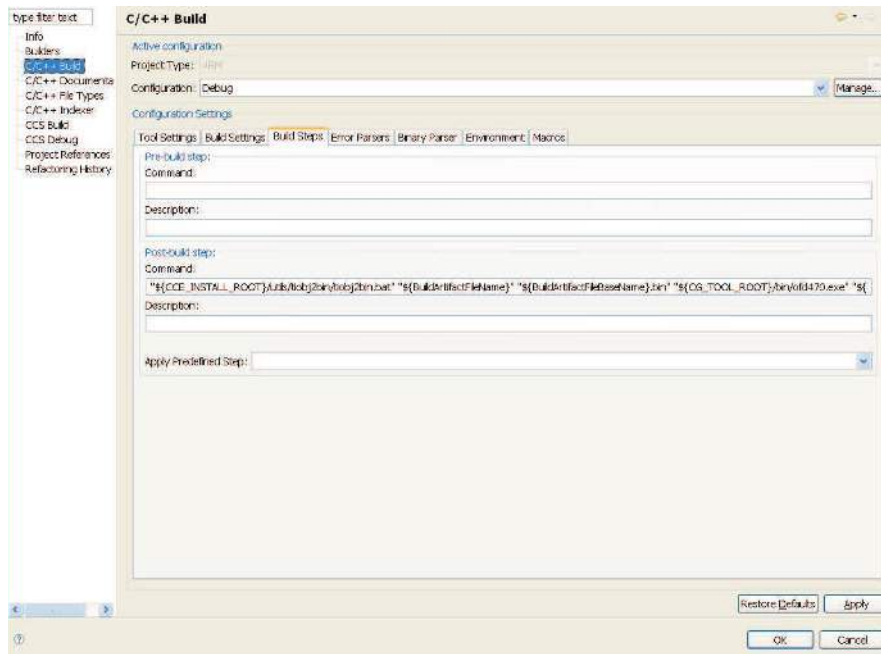 type filter text
Info
Builders
C/C++ Build
C/C++ Documenta
C/C++ File Types
C/C++ Indexer
CCS Build
CCS Debug
Project References
Refactoring History
C/C++ Build
Active configuration
Project Type: ARM
Configuration: Debug
Manage..
Configuration Settings
Tool Settings Build Settings Build Steps Error Parsers Binary Parser Environment Macros
Pre-build step:
Command:
Description:
Post-build step:
Command:
"${CCE_INSTALL_ROOT}/utils/tiobj2bin/tiobj2bin.bat" "${BuildArtifactFileName}" "${BuildArtifactFileBaseName}.bin" "${CG_TOOL_ROOT}/bin/ofd470.exe" "${
Description:
Apply Predefined Step:
Restore Defaults Apply
OK Cancel